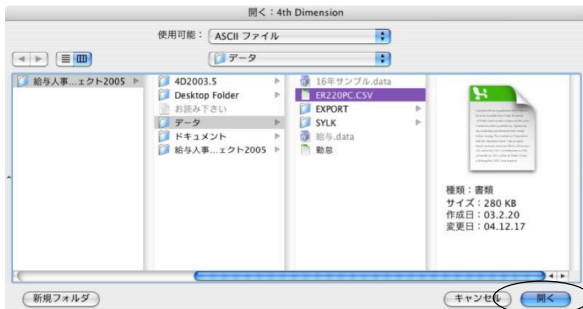 開く：4th Dimension
使用可能： ASCII ファイル
データ
給与人事...ェクト2005
4D2003.5
Desktop Folder
お読み下さい
データ
ドキュメント
給与人事...ェクト2005
16年サンプル.data
ER220PC.CSV
EXPORT
SYLK
給与.data
勤怠
種類：書類
サイズ：280 KB
作成日：03.2.20
変更日：04.12.17
新規フォルダ
キャンセル
開く